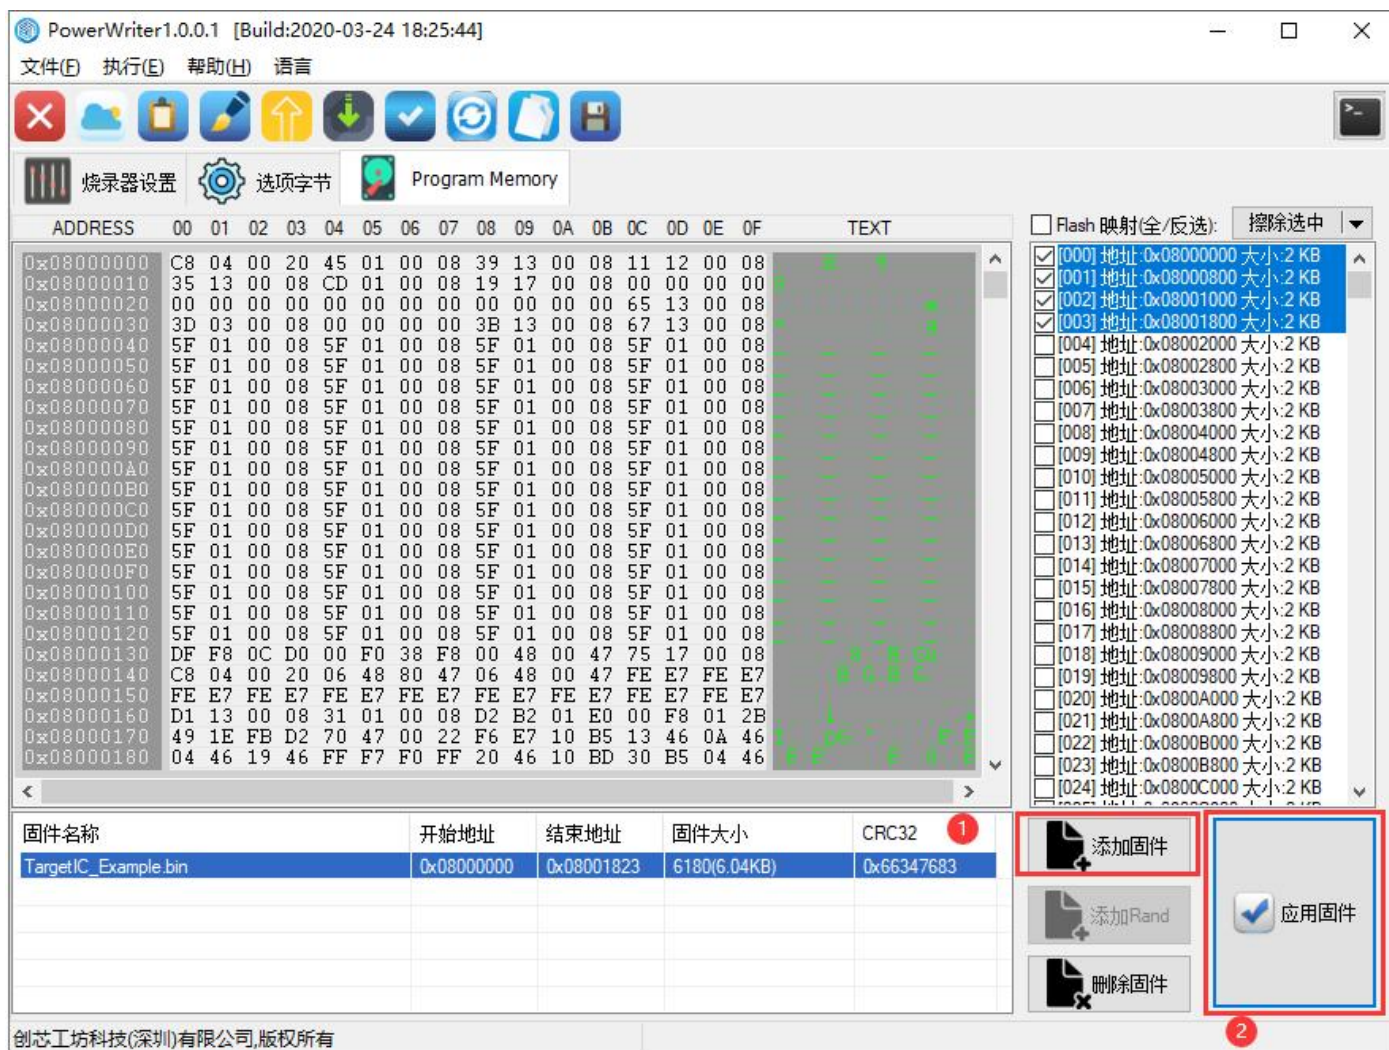 PowerWriter1.0.0.1 [Build:2020-03-24 18:25:44]
文件(F) 执行(E) 帮助(H) 语言
烧录器设置 选项字节 Program Memory
ADDRESS 00 01 02 03 04 05 06 07 08 09 0A 0B 0C 0D 0E 0F TEXT
0x08000000 C8 04 00 20 45 01 00 08 39 13 00 08 11 12 00 08
0x08000010 35 13 00 08 CD 01 00 08 19 17 00 08 00 00 00 00
0x08000020 00 00 00 00 00 00 00 00 00 00 00 00 65 13 00 08
0x08000030 3D 03 00 08 00 00 00 00 3B 13 00 08 67 13 00 08
0x08000040 5F 01 00 08 5F 01 00 08 5F 01 00 08 5F 01 00 08
0x08000050 5F 01 00 08 5F 01 00 08 5F 01 00 08 5F 01 00 08
0x08000060 5F 01 00 08 5F 01 00 08 5F 01 00 08 5F 01 00 08
0x08000070 5F 01 00 08 5F 01 00 08 5F 01 00 08 5F 01 00 08
0x08000080 5F 01 00 08 5F 01 00 08 5F 01 00 08 5F 01 00 08
0x08000090 5F 01 00 08 5F 01 00 08 5F 01 00 08 5F 01 00 08
0x080000A0 5F 01 00 08 5F 01 00 08 5F 01 00 08 5F 01 00 08
0x080000B0 5F 01 00 08 5F 01 00 08 5F 01 00 08 5F 01 00 08
0x080000C0 5F 01 00 08 5F 01 00 08 5F 01 00 08 5F 01 00 08
0x080000D0 5F 01 00 08 5F 01 00 08 5F 01 00 08 5F 01 00 08
0x080000E0 5F 01 00 08 5F 01 00 08 5F 01 00 08 5F 01 00 08
0x080000F0 5F 01 00 08 5F 01 00 08 5F 01 00 08 5F 01 00 08
0x08000100 5F 01 00 08 5F 01 00 08 5F 01 00 08 5F 01 00 08
0x08000110 5F 01 00 08 5F 01 00 08 5F 01 00 08 5F 01 00 08
0x08000120 5F 01 00 08 5F 01 00 08 5F 01 00 08 5F 01 00 08
0x08000130 DF F8 0C D0 00 F0 38 F8 00 48 00 47 75 17 00 08
0x08000140 C8 04 00 20 06 48 80 47 06 48 00 47 FE E7 FE E7
0x08000150 FE E7 FE E7 FE E7 FE E7 FE E7 FE E7 FE E7 FE E7
0x08000160 D1 13 00 08 31 01 00 08 D2 B2 01 E0 00 F8 01 2B
0x08000170 49 1E FB D2 70 47 00 22 F6 E7 10 B5 13 46 0A 46
0x08000180 04 46 19 46 FF F7 F0 FF 20 46 10 BD 30 B5 04 46
Flash 映射(全/反选): 擦除选中
[000] 地址:0x08000000 大小:2 KB
[001] 地址:0x08000800 大小:2 KB
[002] 地址:0x08001000 大小:2 KB
[003] 地址:0x08001800 大小:2 KB
[004] 地址:0x08002000 大小:2 KB
[005] 地址:0x08002800 大小:2 KB
[006] 地址:0x08003000 大小:2 KB
[007] 地址:0x08003800 大小:2 KB
[008] 地址:0x08004000 大小:2 KB
[009] 地址:0x08004800 大小:2 KB
[010] 地址:0x08005000 大小:2 KB
[011] 地址:0x08005800 大小:2 KB
[012] 地址:0x08006000 大小:2 KB
[013] 地址:0x08006800 大小:2 KB
[014] 地址:0x08007000 大小:2 KB
[015] 地址:0x08007800 大小:2 KB
[016] 地址:0x08008000 大小:2 KB
[017] 地址:0x08008800 大小:2 KB
[018] 地址:0x08009000 大小:2 KB
[019] 地址:0x08009800 大小:2 KB
[020] 地址:0x0800A000 大小:2 KB
[021] 地址:0x0800A800 大小:2 KB
[022] 地址:0x0800B000 大小:2 KB
[023] 地址:0x0800B800 大小:2 KB
[024] 地址:0x0800C000 大小:2 KB
固件名称 开始地址 结束地址 固件大小 CRC32
TargetIC_Example.bin 0x08000000 0x08001823 6180(6.04KB) 0x66347683
1
添加固件
添加Rand
删除固件
应用固件
2
创芯工坊科技(深圳)有限公司,版权所有